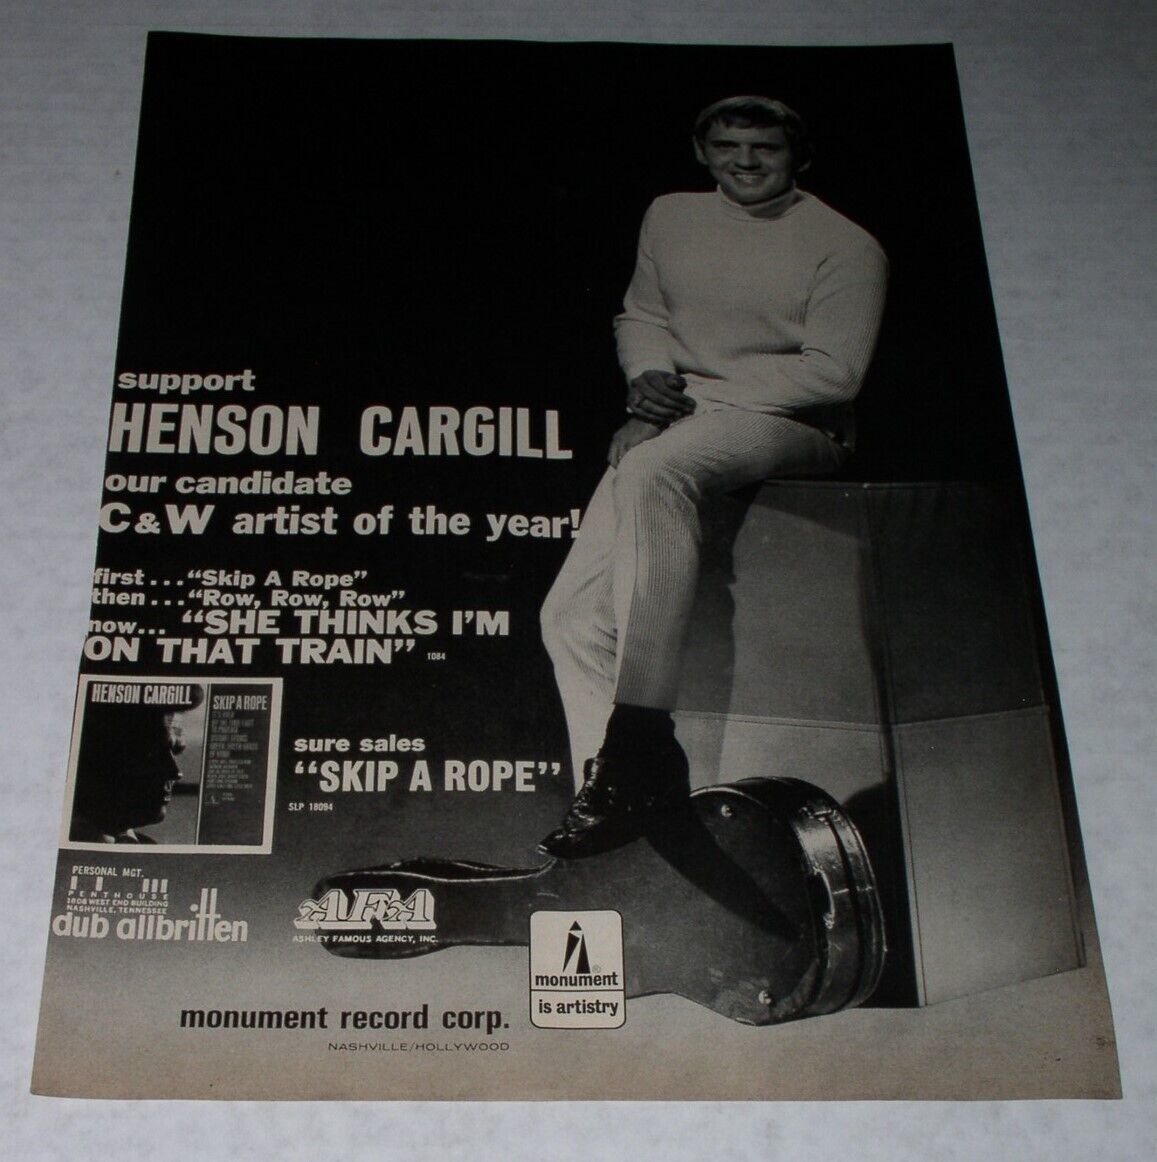 support
HENSON CARGILL
our candidate
C & W artist of the year!
first... "Skip A Rope"
then... "Row, Row, Row"
now... "SHE THINKS I'M
ON THAT TRAIN" 1084
HENSON CARGILL
SKIP A ROPE
sure sales
"SKIP A ROPE"
SLP 18094
PERSONAL MGT.
PENTHOUSE
1808 WEST END BUILDING
NASHVILLE, TENNESSEE
dub allbritten
AFA
ASHLEY FAMOUS AGENCY, INC.
monument®
is artistry
monument record corp.
NASHVILLE/HOLLYWOOD